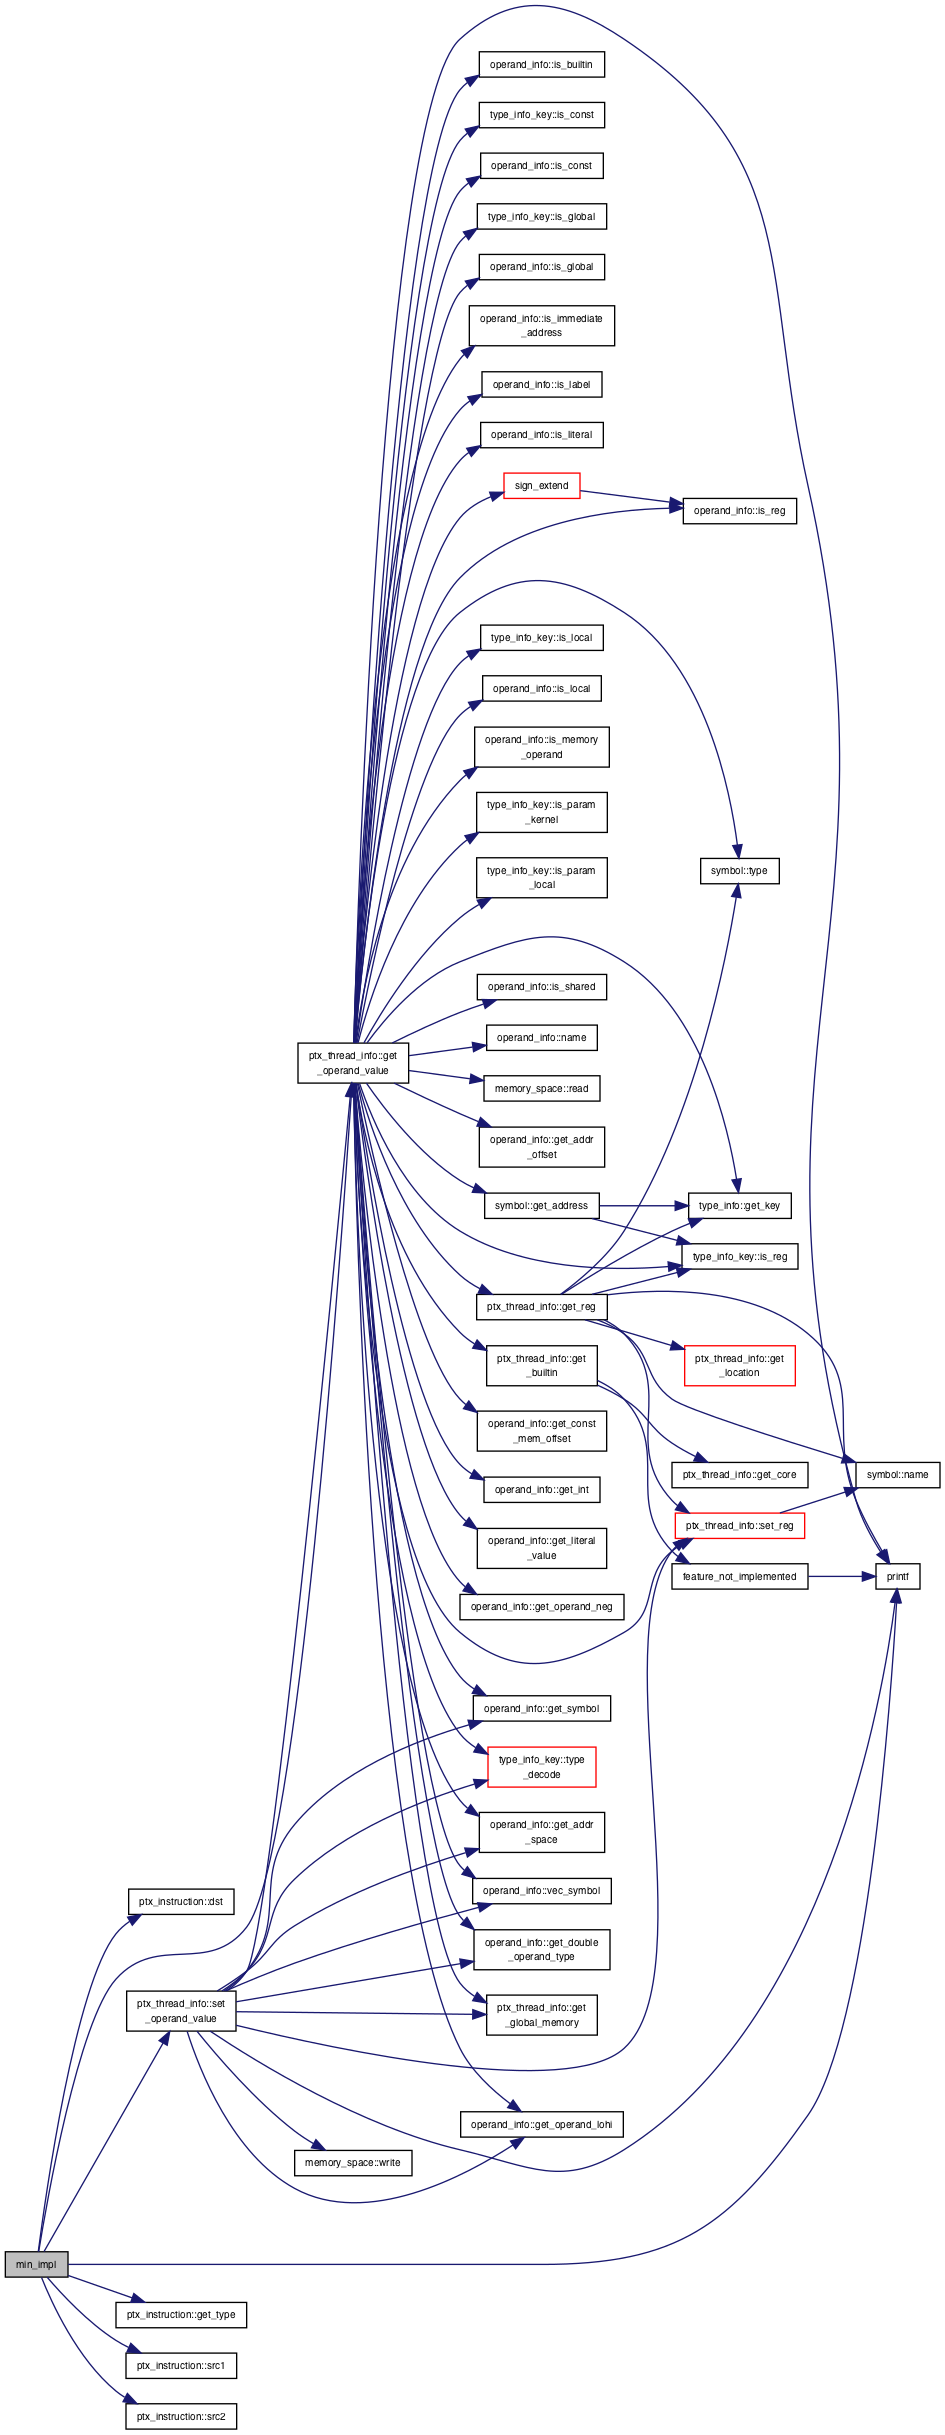 operand_info::is_builtin
type_info_key::is_const
operand_info::is_const
type_info_key::is_global
operand_info::is_global
operand_info::is_immediate
_address
operand_info::is_label
operand_info::is_literal
sign_extend
operand_info::is_reg
type_info_key::is_local
operand_info::is_local
operand_info::is_memory
_operand
type_info_key::is_param
_kernel
type_info_key::is_param
_local
symbol::type
operand_info::is_shared
operand_info::name
ptx_thread_info::get
_operand_value
memory_space::read
operand_info::get_addr
_offset
symbol::get_address
type_info::get_key
type_info_key::is_reg
ptx_thread_info::get_reg
ptx_thread_info::get
_builtin
ptx_thread_info::get
_location
operand_info::get_const
_mem_offset
ptx_thread_info::get_core
symbol::name
operand_info::get_int
ptx_thread_info::set_reg
operand_info::get_literal
_value
feature_not_implemented
printf
operand_info::get_operand_neg
operand_info::get_symbol
type_info_key::type
_decode
operand_info::get_addr
_space
operand_info::vec_symbol
ptx_instruction::dst
operand_info::get_double
_operand_type
ptx_thread_info::set
_operand_value
ptx_thread_info::get
_global_memory
operand_info::get_operand_lohi
memory_space::write
min_impl
ptx_instruction::get_type
ptx_instruction::src1
ptx_instruction::src2